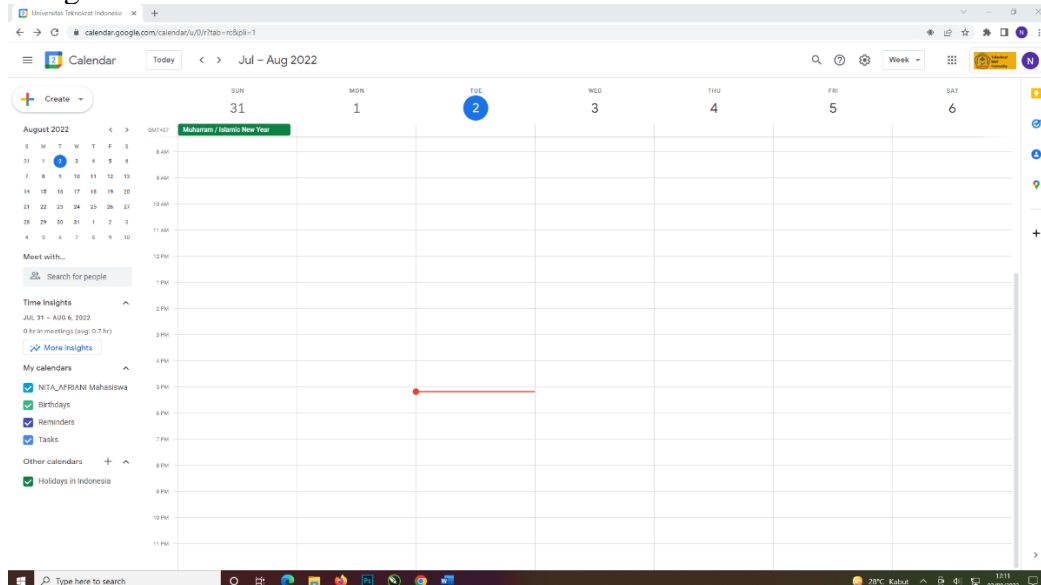 Universitas Teknokrat Indonesia
calendar.google.com/calendar/u/0/r?tab=rc&pli=1
Calendar Today Jul – Aug 2022 Week N
Create
SUN MON TUE WED THU FRI SAT
31 1 2 3 4 5 6
GMT+07 Muharram / Islamic New Year
August 2022
S M T W T F S
31 1 2 3 4 5 6
7 8 9 10 11 12 13
14 15 16 17 18 19 20
21 22 23 24 25 26 27
28 29 30 31 1 2 3
4 5 6 7 8 9 10
Meet with...
Search for people
Time Insights
JUL 31 – AUG 6, 2022
0 hr in meetings (avg: 0.7 hr)
More insights
My calendars
NITA_AFRIANI Mahasiswa
Birthdays
Reminders
Tasks
Other calendars
Holidays in Indonesia
8 AM
9 AM
10 AM
11 AM
12 PM
1 PM
2 PM
3 PM
4 PM
5 PM
6 PM
7 PM
8 PM
9 PM
10 PM
11 PM
Type here to search
28°C Kabut
17:11